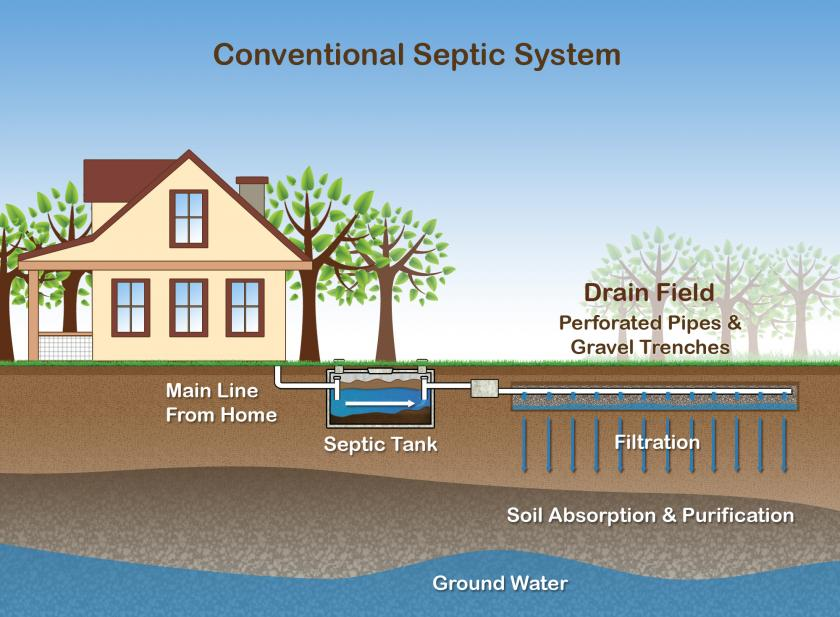 Conventional Septic System
Drain Field
Perforated Pipes &
Gravel Trenches
Main Line
From Home
Septic Tank
Filtration
Soil Absorption & Purification
Ground Water